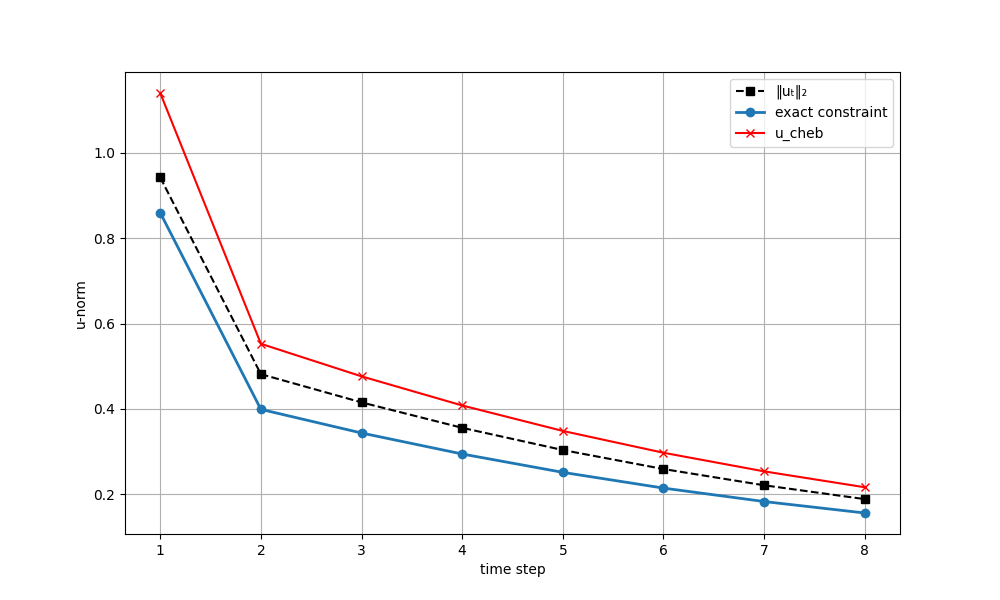 ‖uₜ‖₂
exact constraint
u_cheb
1.0
0.8
0.6
0.4
0.2
u-norm
1 2 3 4 5 6 7 8
time step